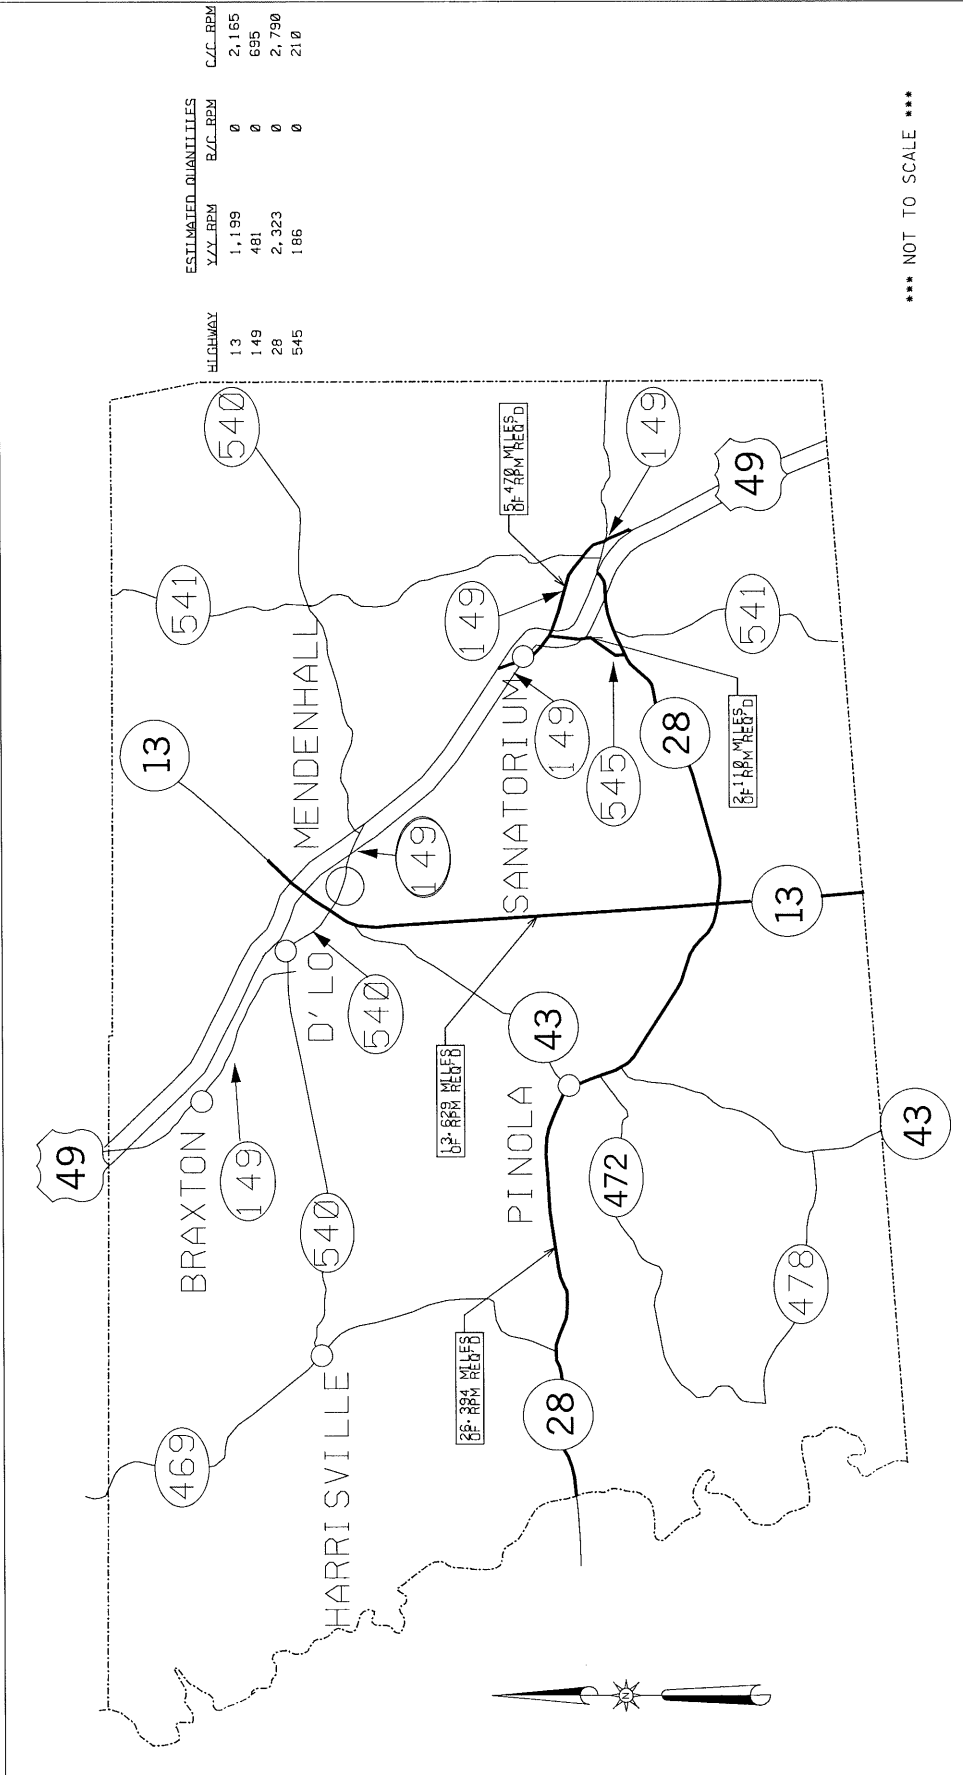 ESTIMATED QUANTITIES
HIGHWAY Y/Y RPM R/C RPM C/C RPM
13 1,199 0 2,165
149 481 0 695
28 2,323 0 2,790
545 186 0 210
49
13
541
540
469
BRAXTON
149
MENDENHALL
D'LO
540
540
HARRISVILLE
149
149
5.470 MILES
OF RPM REQ'D
149
SANATORIUM
149
545
49
541
2.110 MILES
OF RPM REQ'D
28
13.629 MILES
OF RPM REQ'D
43
PINOLA
26.394 MILES
OF RPM REQ'D
28
472
478
13
43
N
*** NOT TO SCALE ***